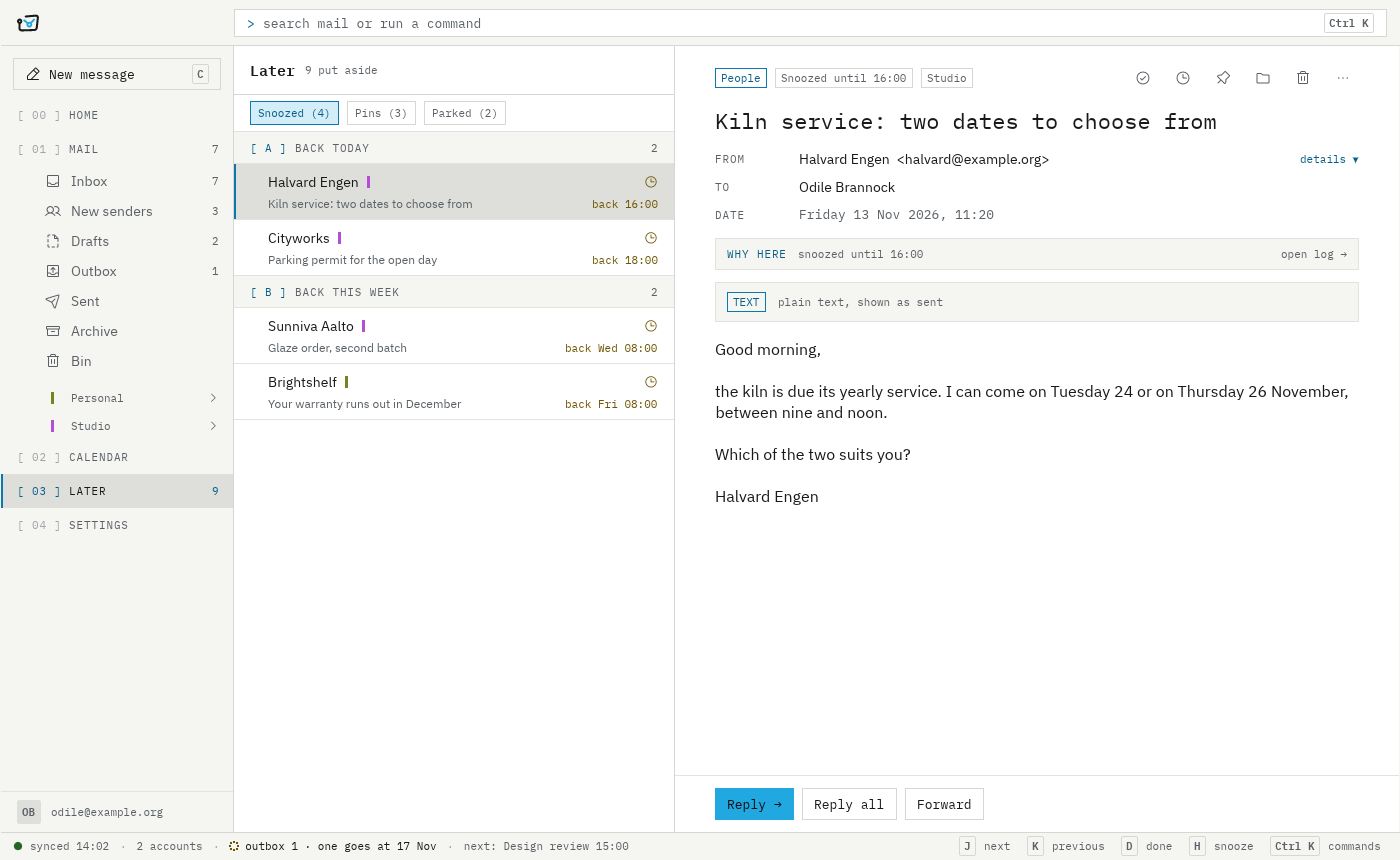 > search mail or run a command Ctrl K
New message C
[ 00 ] HOME
[ 01 ] MAIL 7
Inbox 7
New senders 3
Drafts 2
Outbox 1
Sent
Archive
Bin
Personal
Studio
[ 02 ] CALENDAR
[ 03 ] LATER 9
[ 04 ] SETTINGS
OB odile@example.org
Later 9 put aside
Snoozed (4) Pins (3) Parked (2)
[ A ] BACK TODAY 2
Halvard Engen
Kiln service: two dates to choose from back 16:00
Cityworks
Parking permit for the open day back 18:00
[ B ] BACK THIS WEEK 2
Sunniva Aalto
Glaze order, second batch back Wed 08:00
Brightshelf
Your warranty runs out in December back Fri 08:00
People Snoozed until 16:00 Studio ···
Kiln service: two dates to choose from
FROM Halvard Engen <halvard@example.org> details ▾
TO Odile Brannock
DATE Friday 13 Nov 2026, 11:20
WHY HERE snoozed until 16:00 open log →
TEXT plain text, shown as sent
Good morning,
the kiln is due its yearly service. I can come on Tuesday 24 or on Thursday 26 November,
between nine and noon.
Which of the two suits you?
Halvard Engen
Reply → Reply all Forward
synced 14:02 · 2 accounts · outbox 1 · one goes at 17 Nov · next: Design review 15:00 J next K previous D done H snooze Ctrl K commands